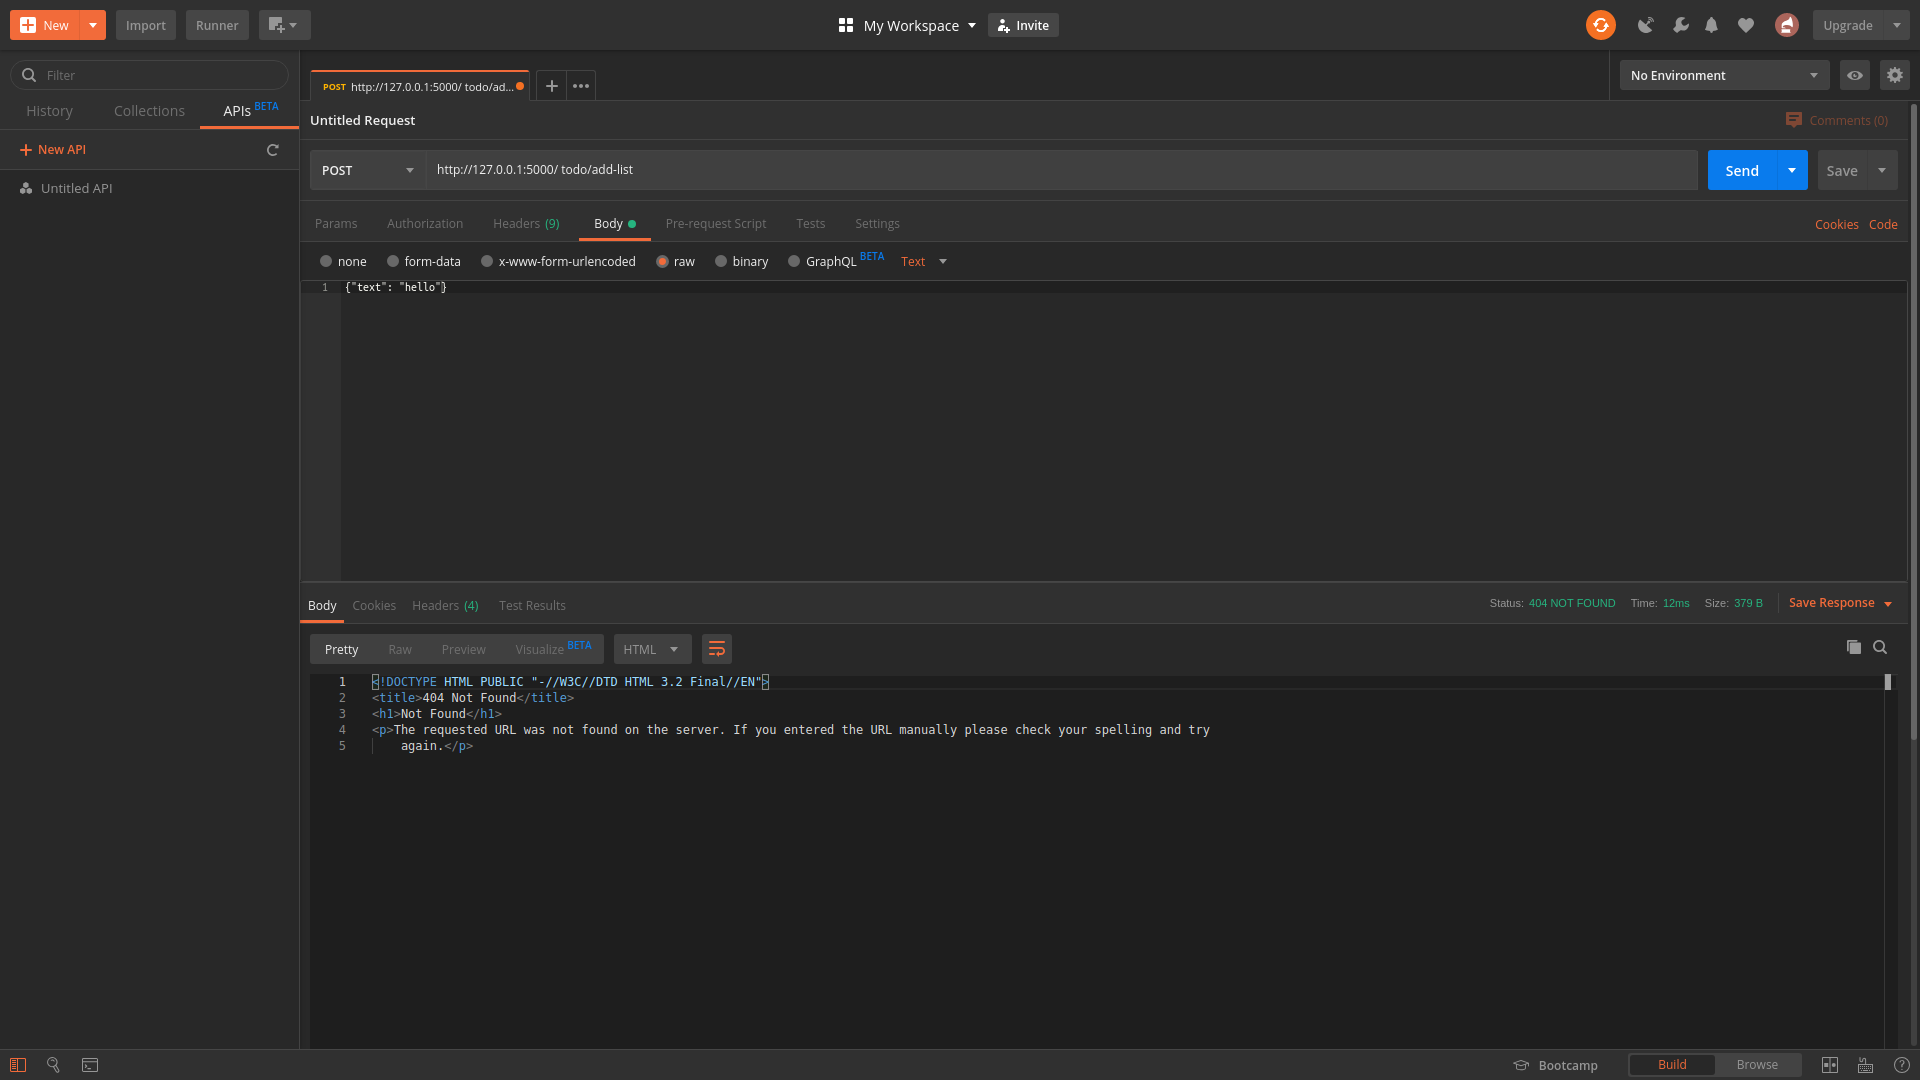 New
Import
Runner
My Workspace
Invite
Upgrade
Filter
History
Collections
APIs BETA
New API
Untitled API
POST http://127.0.0.1:5000/ todo/ad...
No Environment
Untitled Request
Comments (0)
POST
http://127.0.0.1:5000/ todo/add-list
Send
Save
Params
Authorization
Headers (9)
Body
Pre-request Script
Tests
Settings
Cookies
Code
none
form-data
x-www-form-urlencoded
raw
binary
GraphQL BETA
Text
1 {"text": "hello"}
Body
Cookies
Headers (4)
Test Results
Status: 404 NOT FOUND
Time: 12ms
Size: 379 B
Save Response
Pretty
Raw
Preview
Visualize BETA
HTML
1 <!DOCTYPE HTML PUBLIC "-//W3C//DTD HTML 3.2 Final//EN">
2 <title>404 Not Found</title>
3 <h1>Not Found</h1>
4 <p>The requested URL was not found on the server. If you entered the URL manually please check your spelling and try
5 again.</p>
Bootcamp
Build
Browse